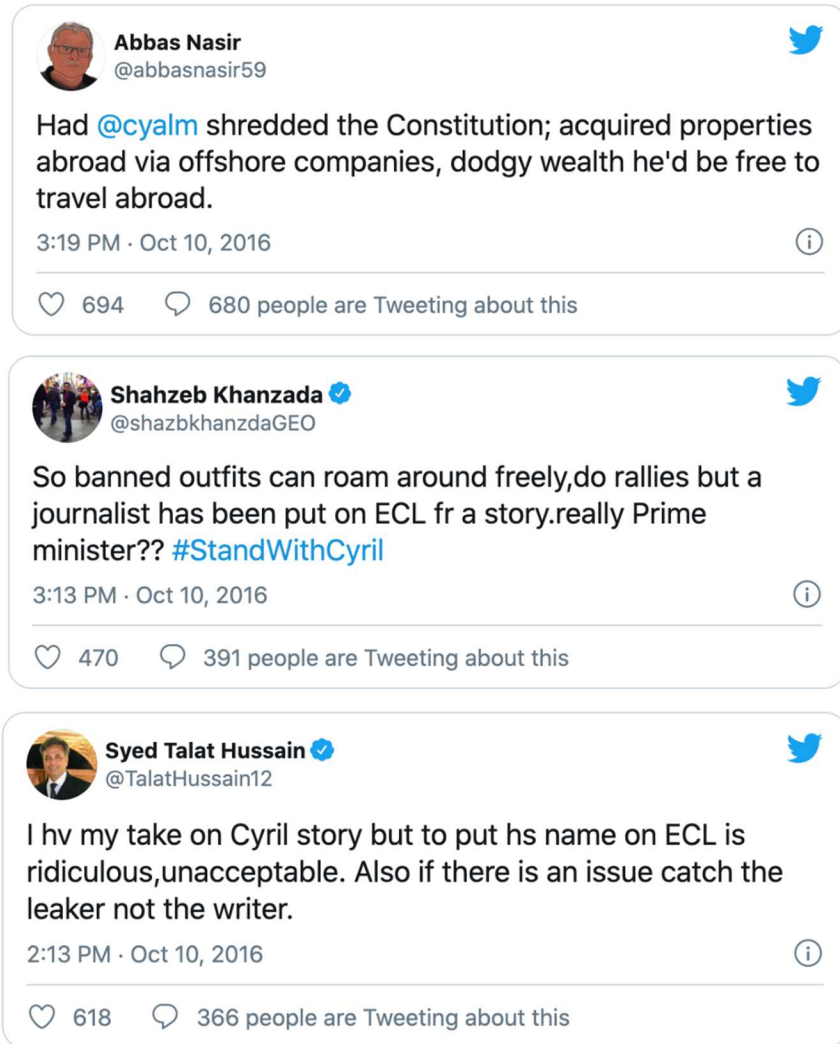 Abbas Nasir
@abbasnasir59
Had @cyalm shredded the Constitution; acquired properties
abroad via offshore companies, dodgy wealth he'd be free to
travel abroad.
3:19 PM · Oct 10, 2016
694 680 people are Tweeting about this
Shahzeb Khanzada
@shazbkhanzdaGEO
So banned outfits can roam around freely,do rallies but a
journalist has been put on ECL fr a story.really Prime
minister?? #StandWithCyril
3:13 PM · Oct 10, 2016
470 391 people are Tweeting about this
Syed Talat Hussain
@TalatHussain12
I hv my take on Cyril story but to put hs name on ECL is
ridiculous,unacceptable. Also if there is an issue catch the
leaker not the writer.
2:13 PM · Oct 10, 2016
618 366 people are Tweeting about this